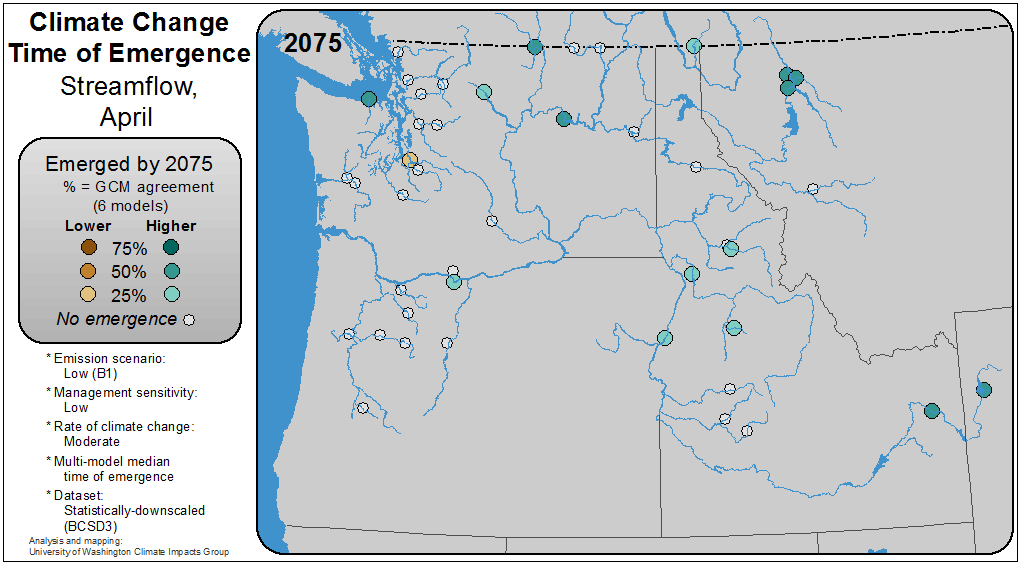 Climate Change
Time of Emergence
Streamflow,
April
2075
Emerged by 2075
% = GCM agreement
(6 models)
Lower Higher
75%
50%
25%
No emergence
* Emission scenario:
Low (B1)
* Management sensitivity:
Low
* Rate of climate change:
Moderate
* Multi-model median
time of emergence
* Dataset:
Statistically-downscaled
(BCSD3)
Analysis and mapping:
University of Washington Climate Impacts Group